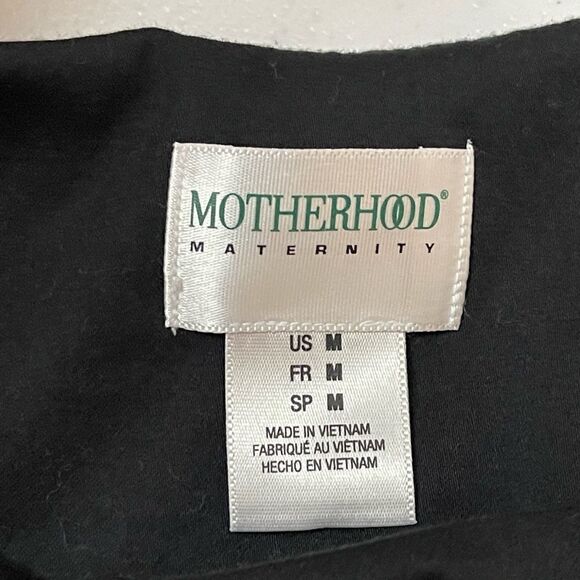 MOTHERHOOD®
MATERNITY
US M
FR M
SP M
MADE IN VIETNAM
FABRIQUÉ AU VIÊTNAM
HECHO EN VIETNAM